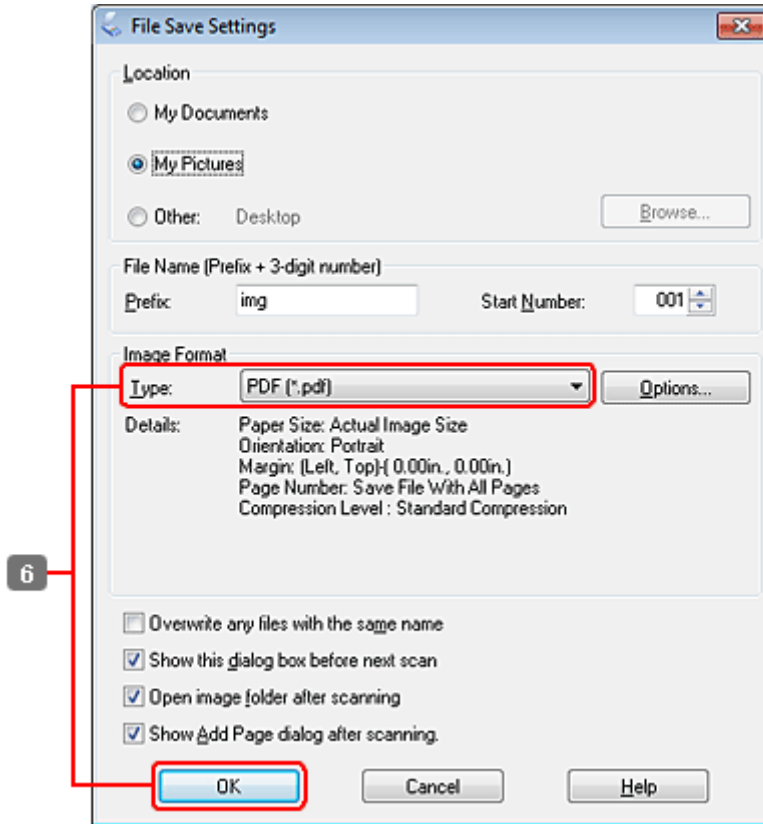 File Save Settings
Location
My Documents
My Pictures
Other: Desktop Browse...
File Name (Prefix + 3-digit number)
Prefix: img Start Number: 001
Image Format
Type: PDF (*.pdf) Options...
Details: Paper Size: Actual Image Size
Orientation: Portrait
Margin: (Left, Top)-( 0.00in., 0.00in.)
Page Number: Save File With All Pages
Compression Level : Standard Compression
6
Overwrite any files with the same name
Show this dialog box before next scan
Open image folder after scanning
Show Add Page dialog after scanning.
OK Cancel Help